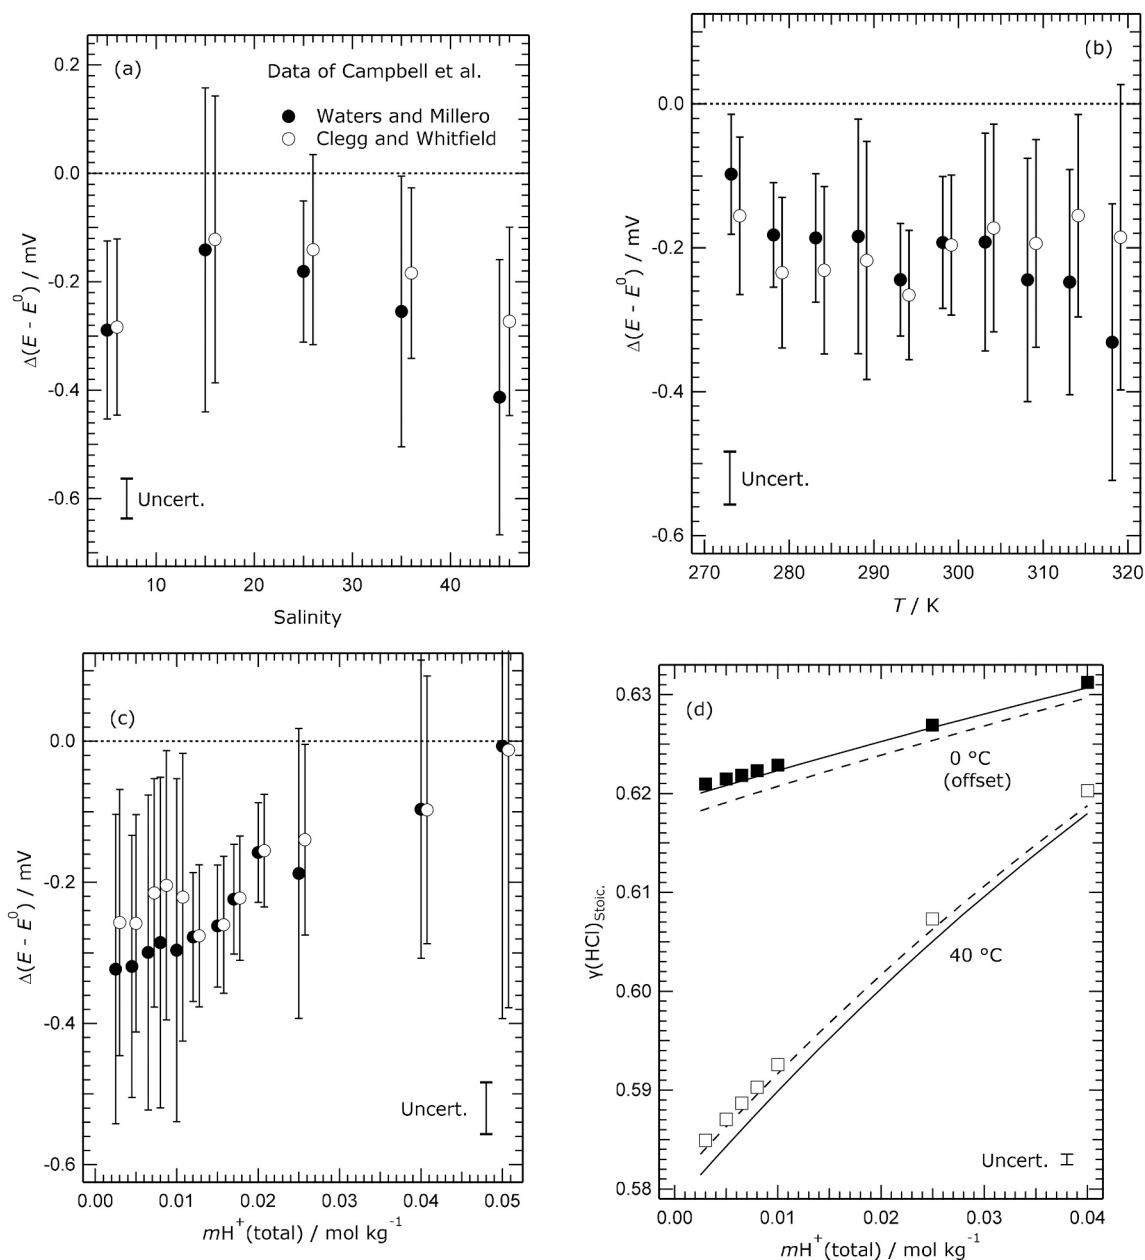 (a)
Data of Campbell et al.
Waters and Millero
Clegg and Whitfield
0.2
0.0
-0.2
-0.4
-0.6
Δ(E - E⁰) / mV
Uncert.
10
20
30
40
Salinity
(b)
0.0
-0.2
-0.4
-0.6
Δ(E - E⁰) / mV
Uncert.
270
280
290
300
310
320
T / K
(c)
0.0
-0.2
-0.4
-0.6
Δ(E - E⁰) / mV
Uncert.
0.00
0.01
0.02
0.03
0.04
0.05
mH⁺(total) / mol kg⁻¹
(d)
0.63
0.62
0.61
0.60
0.59
0.58
γ(HCl)Stoic.
0 °C
(offset)
40 °C
Uncert.
0.00
0.01
0.02
0.03
0.04
mH⁺(total) / mol kg⁻¹